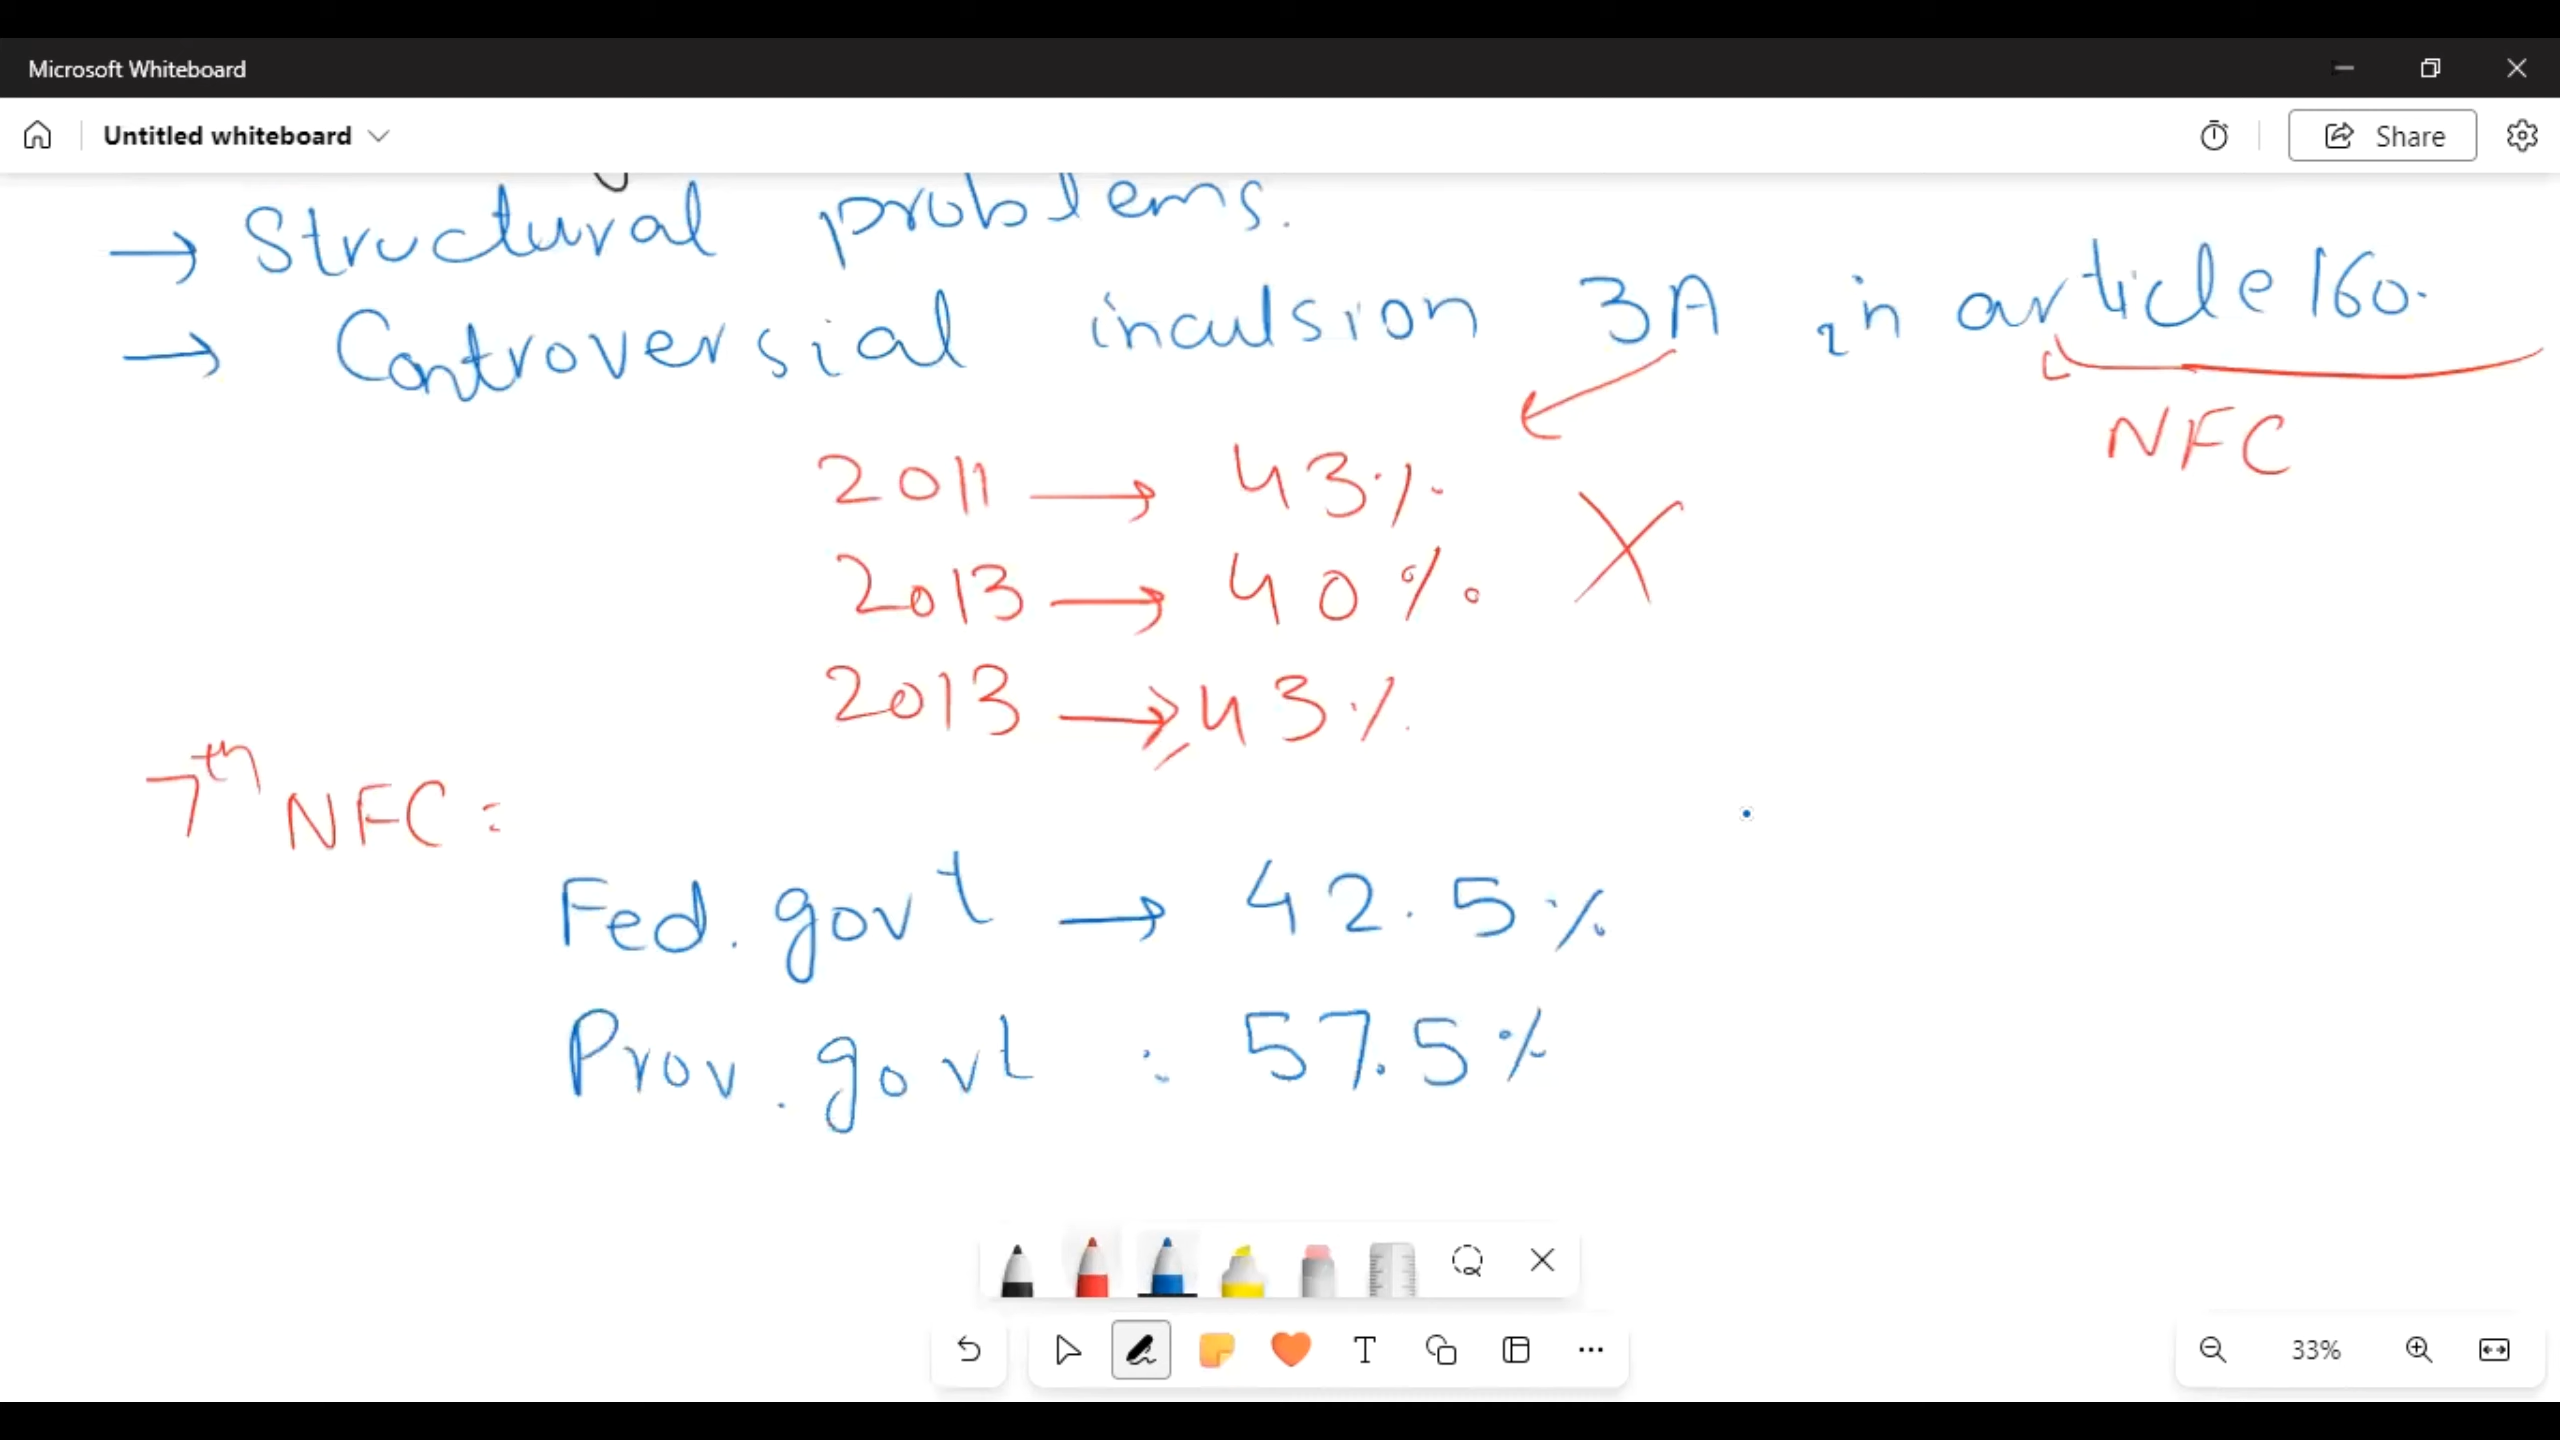 Microsoft Whiteboard
Untitled whiteboard
Share
→ Structural problems.
→ Controversial inculsion 3A in article 160.
NFC
2011 → 43%
2013 → 40%
2013 → 43%
7th NFC:
Fed. govt → 42.5%
Prov. govt : 57.5%
33%